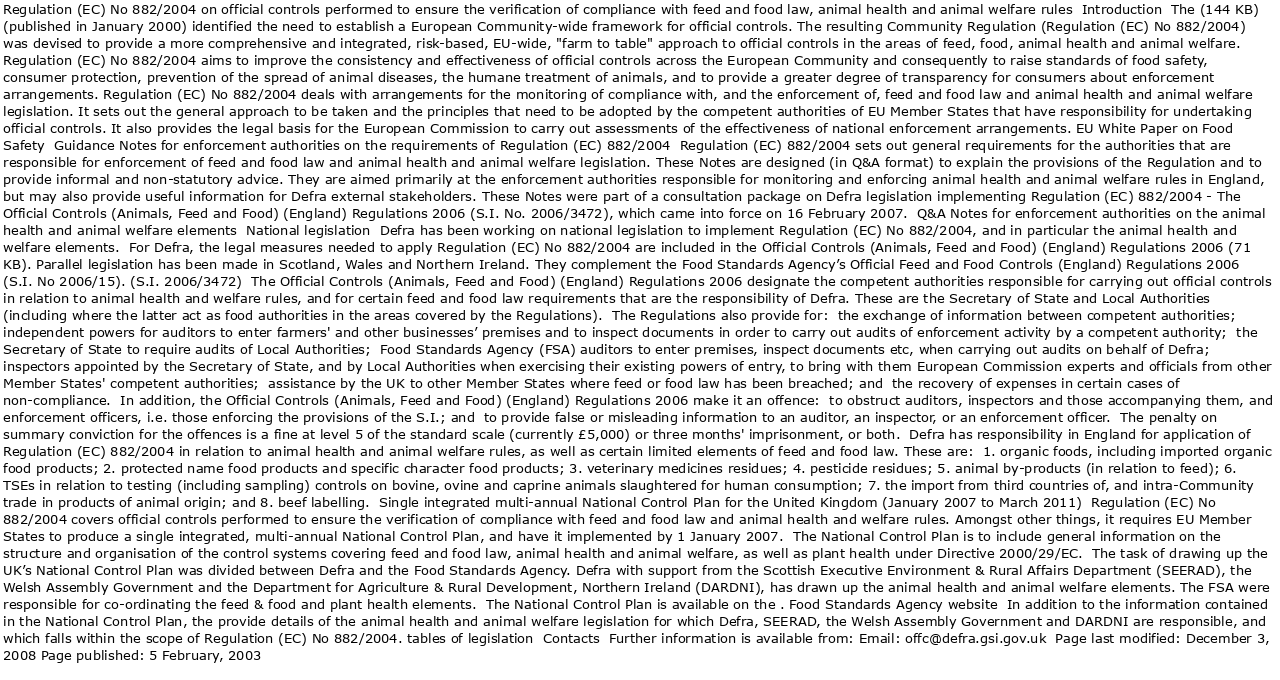 Regulation (EC) No 882/2004 on official controls performed to ensure the verification of compliance with feed and food law, animal health and animal welfare rules  Introduction  The (144 KB)
(published in January 2000) identified the need to establish a European Community-wide framework for official controls. The resulting Community Regulation (Regulation (EC) No 882/2004)
was devised to provide a more comprehensive and integrated, risk-based, EU-wide, "farm to table" approach to official controls in the areas of feed, food, animal health and animal welfare.
Regulation (EC) No 882/2004 aims to improve the consistency and effectiveness of official controls across the European Community and consequently to raise standards of food safety,
consumer protection, prevention of the spread of animal diseases, the humane treatment of animals, and to provide a greater degree of transparency for consumers about enforcement
arrangements. Regulation (EC) No 882/2004 deals with arrangements for the monitoring of compliance with, and the enforcement of, feed and food law and animal health and animal welfare
legislation. It sets out the general approach to be taken and the principles that need to be adopted by the competent authorities of EU Member States that have responsibility for undertaking
official controls. It also provides the legal basis for the European Commission to carry out assessments of the effectiveness of national enforcement arrangements. EU White Paper on Food
Safety  Guidance Notes for enforcement authorities on the requirements of Regulation (EC) 882/2004  Regulation (EC) 882/2004 sets out general requirements for the authorities that are
responsible for enforcement of feed and food law and animal health and animal welfare legislation. These Notes are designed (in Q&A format) to explain the provisions of the Regulation and to
provide informal and non-statutory advice. They are aimed primarily at the enforcement authorities responsible for monitoring and enforcing animal health and animal welfare rules in England,
but may also provide useful information for Defra external stakeholders. These Notes were part of a consultation package on Defra legislation implementing Regulation (EC) 882/2004 - The
Official Controls (Animals, Feed and Food) (England) Regulations 2006 (S.I. No. 2006/3472), which came into force on 16 February 2007.  Q&A Notes for enforcement authorities on the animal
health and animal welfare elements  National legislation  Defra has been working on national legislation to implement Regulation (EC) No 882/2004, and in particular the animal health and
welfare elements.  For Defra, the legal measures needed to apply Regulation (EC) No 882/2004 are included in the Official Controls (Animals, Feed and Food) (England) Regulations 2006 (71
KB). Parallel legislation has been made in Scotland, Wales and Northern Ireland. They complement the Food Standards Agency’s Official Feed and Food Controls (England) Regulations 2006
(S.I. No 2006/15). (S.I. 2006/3472)  The Official Controls (Animals, Feed and Food) (England) Regulations 2006 designate the competent authorities responsible for carrying out official controls
in relation to animal health and welfare rules, and for certain feed and food law requirements that are the responsibility of Defra. These are the Secretary of State and Local Authorities
(including where the latter act as food authorities in the areas covered by the Regulations).  The Regulations also provide for:  the exchange of information between competent authorities;
independent powers for auditors to enter farmers' and other businesses’ premises and to inspect documents in order to carry out audits of enforcement activity by a competent authority;  the
Secretary of State to require audits of Local Authorities;  Food Standards Agency (FSA) auditors to enter premises, inspect documents etc, when carrying out audits on behalf of Defra;
inspectors appointed by the Secretary of State, and by Local Authorities when exercising their existing powers of entry, to bring with them European Commission experts and officials from other
Member States' competent authorities;  assistance by the UK to other Member States where feed or food law has been breached; and  the recovery of expenses in certain cases of
non-compliance.  In addition, the Official Controls (Animals, Feed and Food) (England) Regulations 2006 make it an offence:  to obstruct auditors, inspectors and those accompanying them, and
enforcement officers, i.e. those enforcing the provisions of the S.I.; and  to provide false or misleading information to an auditor, an inspector, or an enforcement officer.  The penalty on
summary conviction for the offences is a fine at level 5 of the standard scale (currently £5,000) or three months' imprisonment, or both.  Defra has responsibility in England for application of
Regulation (EC) 882/2004 in relation to animal health and animal welfare rules, as well as certain limited elements of feed and food law. These are:  1. organic foods, including imported organic
food products; 2. protected name food products and specific character food products; 3. veterinary medicines residues; 4. pesticide residues; 5. animal by-products (in relation to feed); 6.
TSEs in relation to testing (including sampling) controls on bovine, ovine and caprine animals slaughtered for human consumption; 7. the import from third countries of, and intra-Community
trade in products of animal origin; and 8. beef labelling.  Single integrated multi-annual National Control Plan for the United Kingdom (January 2007 to March 2011)  Regulation (EC) No
882/2004 covers official controls performed to ensure the verification of compliance with feed and food law and animal health and welfare rules. Amongst other things, it requires EU Member
States to produce a single integrated, multi-annual National Control Plan, and have it implemented by 1 January 2007.  The National Control Plan is to include general information on the
structure and organisation of the control systems covering feed and food law, animal health and animal welfare, as well as plant health under Directive 2000/29/EC.  The task of drawing up the
UK’s National Control Plan was divided between Defra and the Food Standards Agency. Defra with support from the Scottish Executive Environment & Rural Affairs Department (SEERAD), the
Welsh Assembly Government and the Department for Agriculture & Rural Development, Northern Ireland (DARDNI), has drawn up the animal health and animal welfare elements. The FSA were
responsible for co-ordinating the feed & food and plant health elements.  The National Control Plan is available on the . Food Standards Agency website  In addition to the information contained
in the National Control Plan, the provide details of the animal health and animal welfare legislation for which Defra, SEERAD, the Welsh Assembly Government and DARDNI are responsible, and
which falls within the scope of Regulation (EC) No 882/2004. tables of legislation  Contacts  Further information is available from: Email: offc@defra.gsi.gov.uk  Page last modified: December 3,
2008 Page published: 5 February, 2003